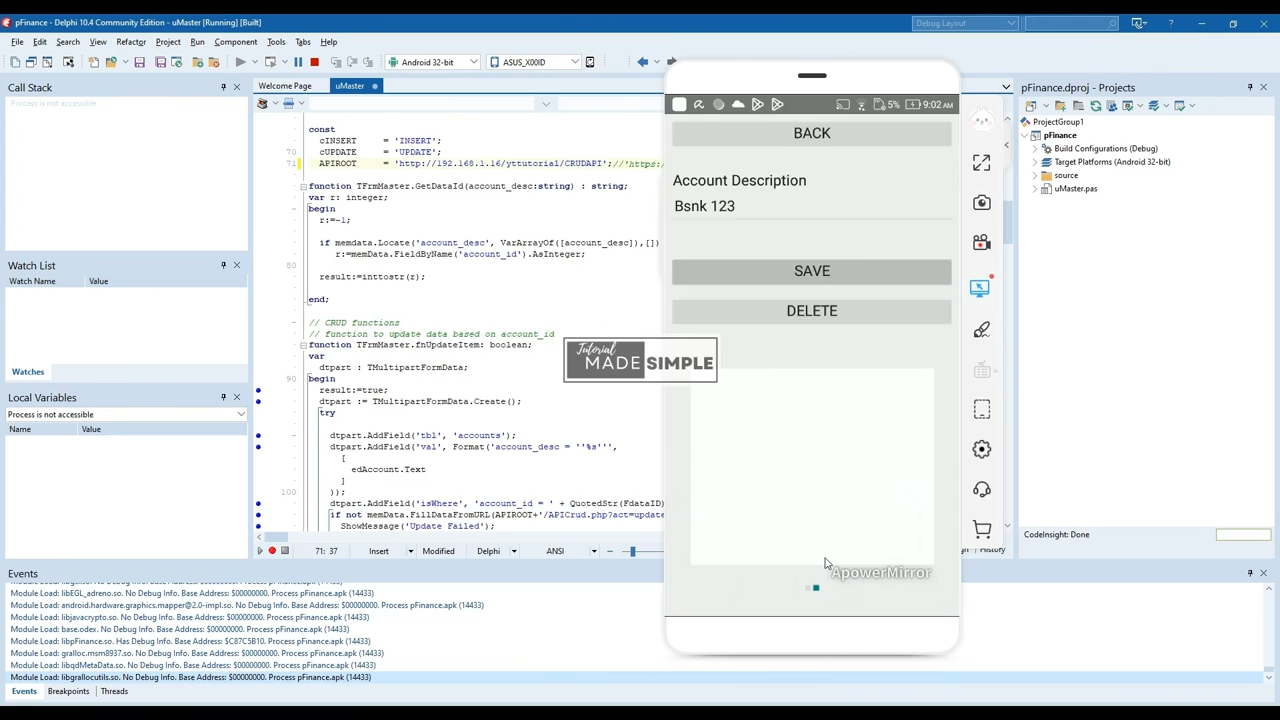 pFinance - Delphi 10.4 Community Edition - uMaster [Running] [Built]
Debug Layout
File Edit Search View Refactor Project Run Component Tools Tabs Help
Android 32-bit
ASUS_X00ID
Call Stack
Process is not accessible
Watch List
Watch Name Value
Watches
Local Variables
Process is not accessible
Name Value
Welcome Page uMaster
const
cINSERT = 'INSERT';
70 cUPDATE = 'UPDATE';
71 APIROOT = 'http://192.168.1.16/yttutorial/CRUDAPI';//'https:/
function TFrmMaster.GetDataId(account_desc:string) : string;
var r: integer;
begin
r:=-1;
if memdata.Locate('account_desc', VarArrayOf([account_desc]),[])
r:=memData.FieldByName('account_id').AsInteger;
80
result:=inttostr(r);
end;
// CRUD functions
// function to update data based on account_id
function TFrmMaster.fnUpdateItem: boolean;
var
dtpart : TMultipartFormData;
90 begin
result:=true;
dtpart := TMultipartFormData.Create();
try
dtpart.AddField('tbl', 'accounts');
dtpart.AddField('val', Format('account_desc = ''%s''',
[
edAccount.Text
]
100 ));
dtpart.AddField('isWhere', 'account_id = ' + QuotedStr(FdataID)
if not memData.FillDataFromURL(APIROOT+'/APICrud.php?act=update
ShowMessage('Update Failed');
71: 37 Insert Modified Delphi ANSI
History
5% 9:02 AM
BACK
Account Description
Bsnk 123
SAVE
DELETE
Tutorial
MADE SIMPLE
ApowerMirror
pFinance.dproj - Projects
ProjectGroup1
pFinance
Build Configurations (Debug)
Target Platforms (Android 32-bit)
source
uMaster.pas
CodeInsight: Done
Events
Module Load: libEGL_adreno.so. No Debug Info. Base Address: $00000000. Process pFinance.apk (14433)
Module Load: android.hardware.graphics.mapper@2.0-impl.so. No Debug Info. Base Address: $00000000. Process pFinance.apk (14433)
Module Load: libjavacrypto.so. No Debug Info. Base Address: $00000000. Process pFinance.apk (14433)
Module Load: base.odex. No Debug Info. Base Address: $00000000. Process pFinance.apk (14433)
Module Load: libpFinance.so. Has Debug Info. Base Address: $C87C5B10. Process pFinance.apk (14433)
Module Load: gralloc.msm8937.so. No Debug Info. Base Address: $00000000. Process pFinance.apk (14433)
Module Load: libqdMetaData.so. No Debug Info. Base Address: $00000000. Process pFinance.apk (14433)
Module Load: libgrallocutils.so. No Debug Info. Base Address: $00000000. Process pFinance.apk (14433)
Events Breakpoints Threads